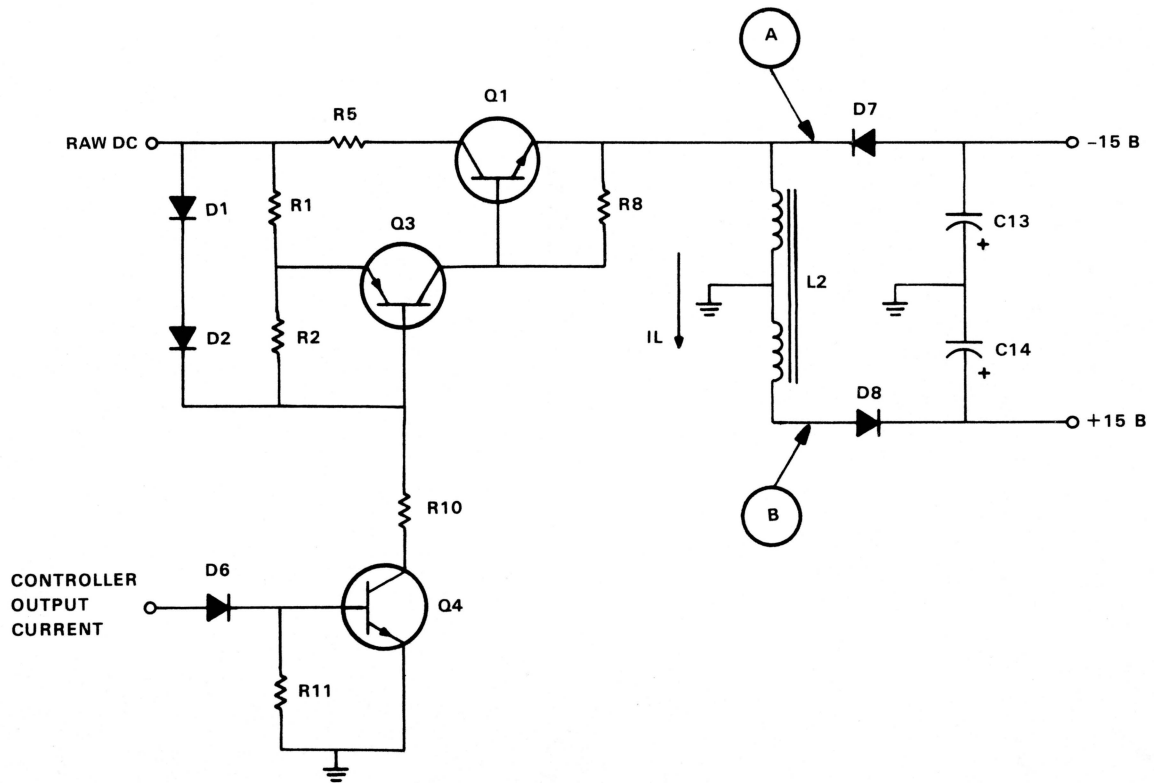 A
Q1
D7
R5
RAW DC
−15 B
D1
R1
Q3
R8
C13
+
L2
D2
R2
IL
C14
+
D8
+15 B
R10
B
D6
CONTROLLER
OUTPUT
CURRENT
Q4
R11